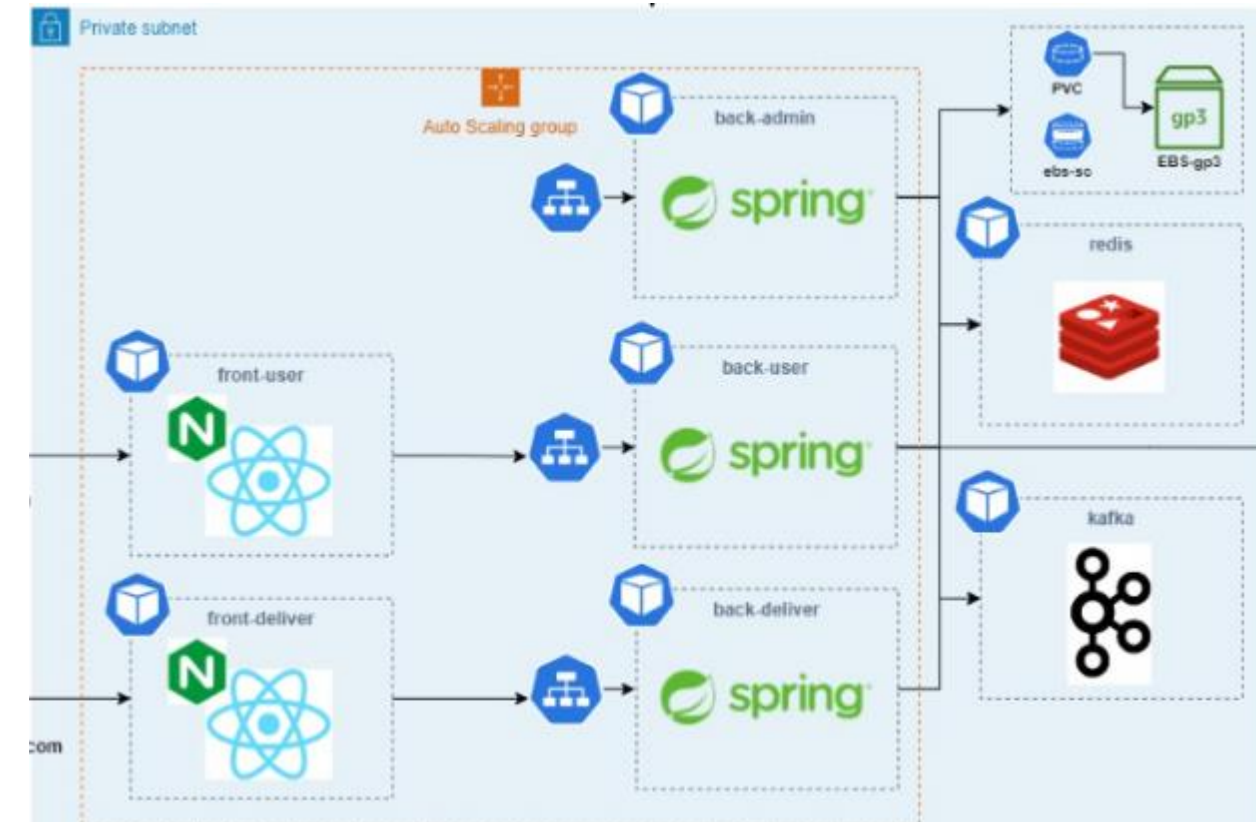 Private subnet
Auto Scaling group
back-admin
spring
PVC
ebs-sc
gp3
EBS-gp3
redis
front-user
N
back-user
spring
kafka
front-deliver
N
back-deliver
spring
com